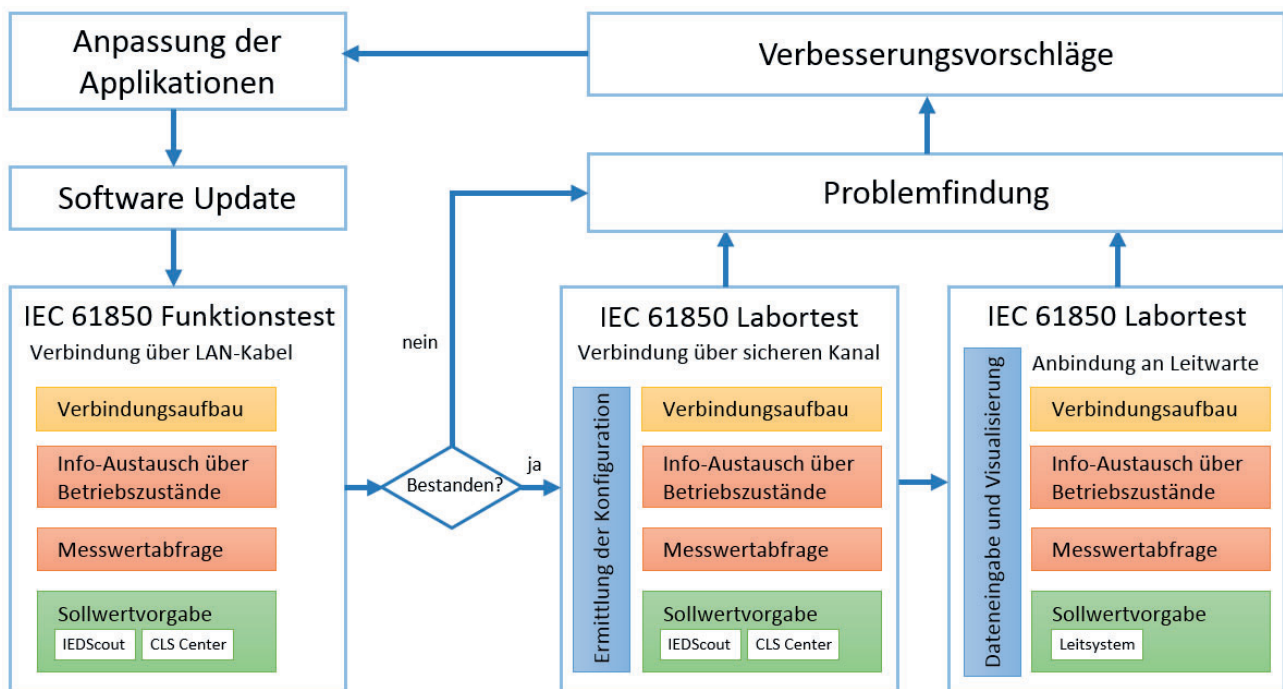 Anpassung der
Applikationen
Verbesserungsvorschläge
Software Update
Problemfindung
IEC 61850 Funktionstest
Verbindung über LAN-Kabel
Verbindungsaufbau
Info-Austausch über
Betriebszustände
Messwertabfrage
Sollwertvorgabe
IEDScout
CLS Center
nein
Bestanden?
ja
IEC 61850 Labortest
Verbindung über sicheren Kanal
Ermittlung der Konfiguration
Verbindungsaufbau
Info-Austausch über
Betriebszustände
Messwertabfrage
Sollwertvorgabe
IEDScout
CLS Center
IEC 61850 Labortest
Anbindung an Leitwarte
Dateneingabe und Visualisierung
Verbindungsaufbau
Info-Austausch über
Betriebszustände
Messwertabfrage
Sollwertvorgabe
Leitsystem